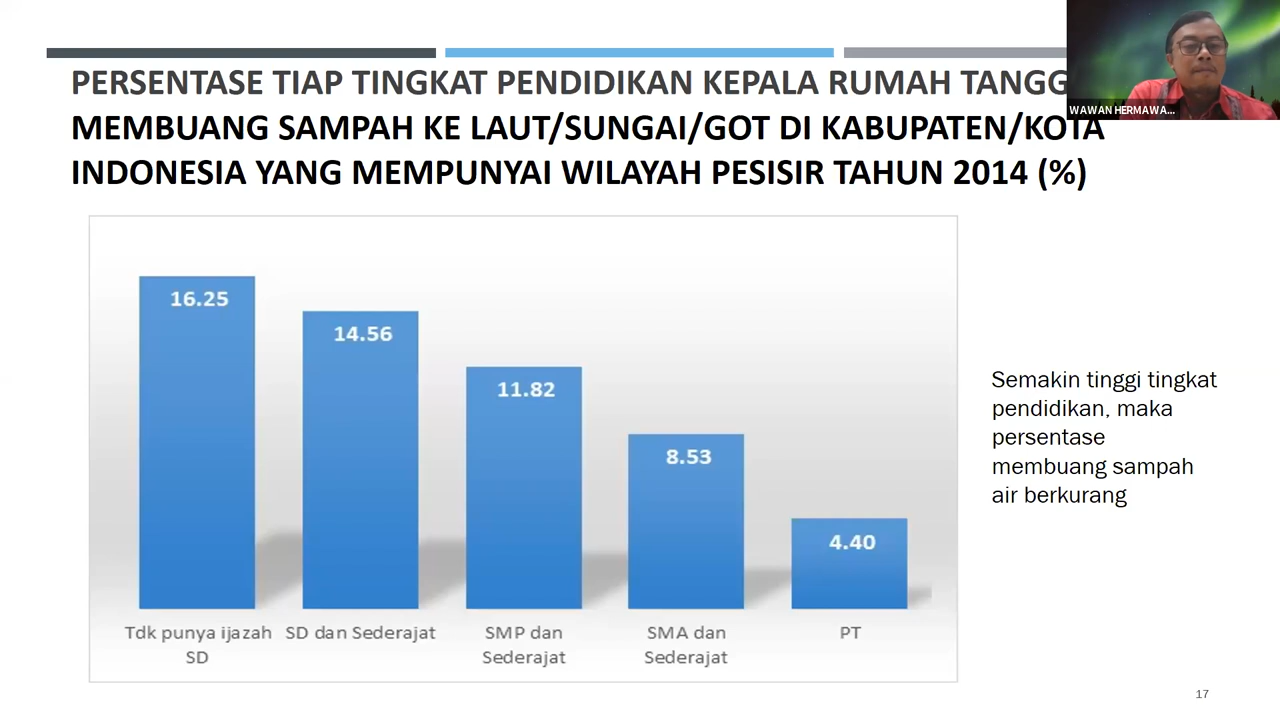 PERSENTASE TIAP TINGKAT PENDIDIKAN KEPALA RUMAH TANGG
MEMBUANG SAMPAH KE LAUT/SUNGAI/GOT DI KABUPATEN/KOTA
INDONESIA YANG MEMPUNYAI WILAYAH PESISIR TAHUN 2014 (%)
WAWAN HERMAWA...
16.25
14.56
11.82
8.53
4.40
Tdk punya ijazah
SD
SD dan Sederajat
SMP dan
Sederajat
SMA dan
Sederajat
PT
Semakin tinggi tingkat
pendidikan, maka
persentase
membuang sampah
air berkurang
17